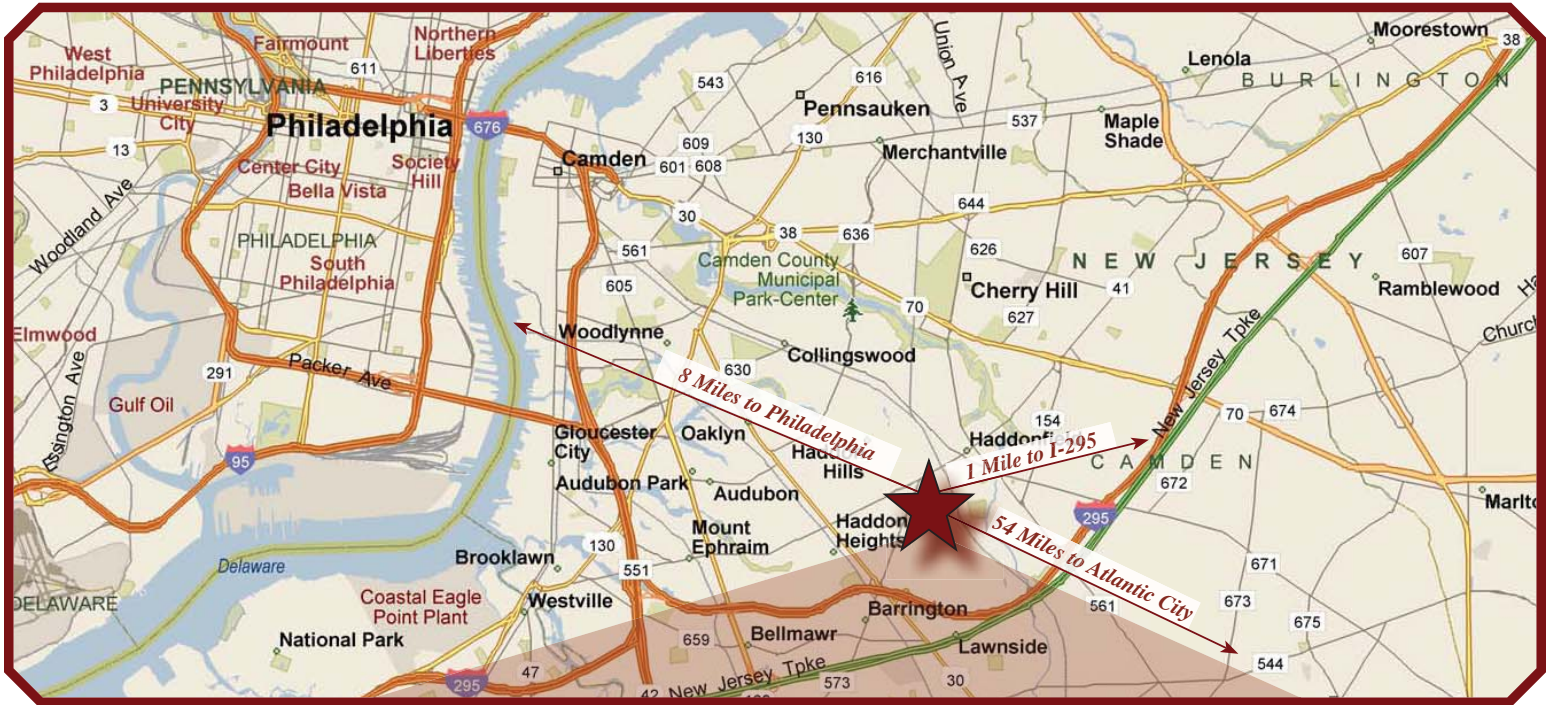 Northern
Liberties
Fairmount
West
Philadelphia
611
PENNSYLVANIA
3
University
City
Philadelphia
676
13
Center City
Society
Hill
Bella Vista
Woodland Ave
PHILADELPHIA
South
Philadelphia
Elmwood
Essington Ave
291
Packer Ave
Gulf Oil
95
Delaware
DELAWARE
National Park
Coastal Eagle
Point Plant
Brooklawn
Westville
295
47
Union Ave
Moorestown
38
Lenola
BURLINGTON
543
616
Pennsauken
537
Maple
Shade
130
609
601
608
Merchantville
Camden
30
644
38
636
561
626
Camden County
Municipal
Park-Center
605
NEW JERSEY
607
Cherry Hill
41
Ramblewood
Church
70
627
Woodlynne
Collingswood
New Jersey Tpke
630
8 Miles to Philadelphia
154
70
674
Gloucester
City
Oaklyn
Hills
1 Mile to I-295
CAMDEN
672
Audubon Park
Audubon
295
Haddon
Heights
54 Miles to Atlantic City
Mount
Ephraim
130
551
671
673
675
561
Barrington
659
Bellmawr
Lawnside
544
New Jersey Tpke
573
30
42